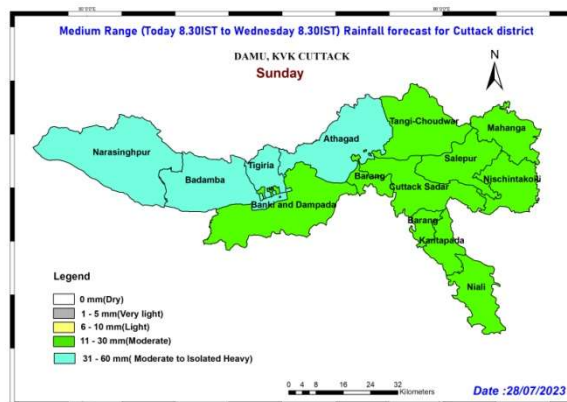 Medium Range (Today 8.30IST to Wednesday 8.30IST) Rainfall forecast for Cuttack district
DAMU, KVK CUTTACK
Sunday
N
Narasinghpur
Badamba
Tigiria
Athagad
Tangi-Choudwar
Mahanga
Salepur
Nischintakoili
Barang
Cuttack Sadar
Banki and Dampada
Barang
Kantapada
Niali
Legend
0 mm(Dry)
1 - 5 mm(Very light)
6 - 10 mm(Light)
11 - 30 mm(Moderate)
31 - 60 mm( Moderate to Isolated Heavy)
0 4 8 16 24 32
Kilometers
Date :28/07/2023